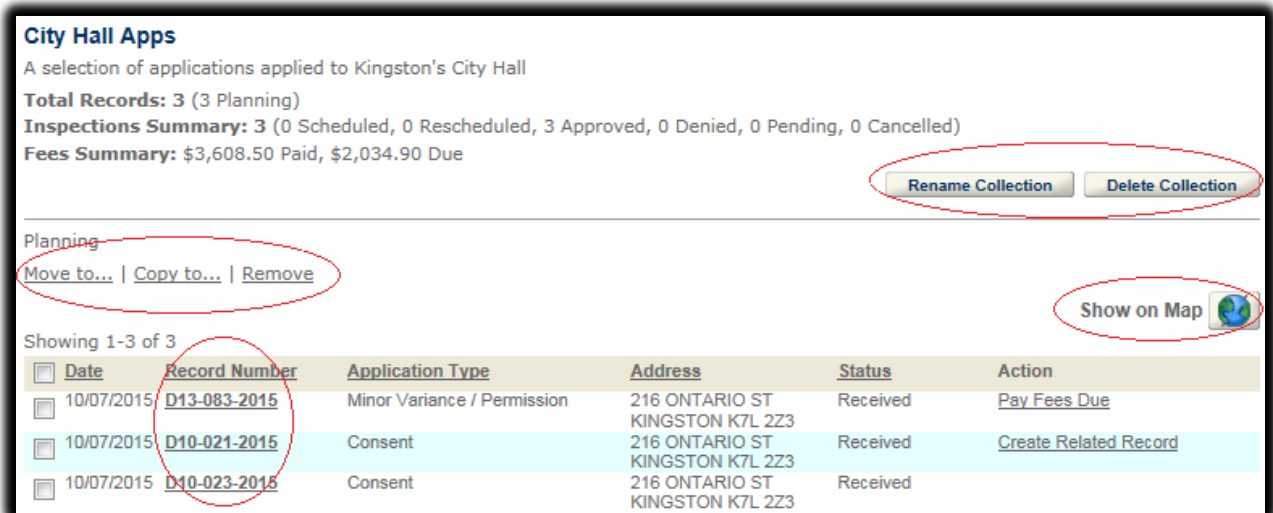 City Hall Apps
A selection of applications applied to Kingston's City Hall
Total Records: 3 (3 Planning)
Inspections Summary: 3 (0 Scheduled, 0 Rescheduled, 3 Approved, 0 Denied, 0 Pending, 0 Cancelled)
Fees Summary: $3,608.50 Paid, $2,034.90 Due
Rename Collection Delete Collection
Planning
Move to... | Copy to... | Remove
Show on Map
Showing 1-3 of 3
Date Record Number Application Type Address Status Action
10/07/2015 D13-083-2015 Minor Variance / Permission 216 ONTARIO ST Received Pay Fees Due
KINGSTON K7L 2Z3
10/07/2015 D10-021-2015 Consent 216 ONTARIO ST Received Create Related Record
KINGSTON K7L 2Z3
10/07/2015 D10-023-2015 Consent 216 ONTARIO ST Received
KINGSTON K7L 2Z3